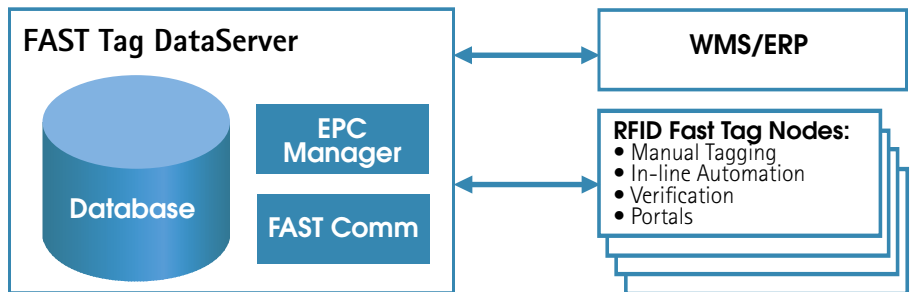 FAST Tag DataServer
Database
EPC
Manager
FAST Comm
WMS/ERP
RFID Fast Tag Nodes:
• Manual Tagging
• In-line Automation
• Verification
• Portals